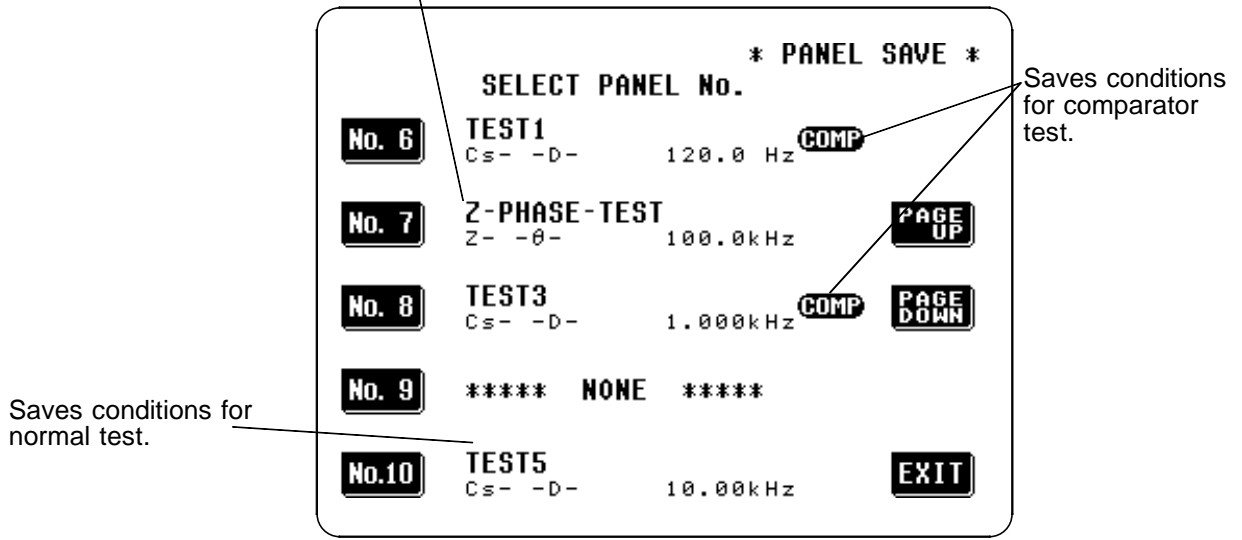 * PANEL SAVE *
SELECT PANEL No.
Saves conditions
for comparator
test.
No. 6 TEST1 COMP
Cs- -D- 120.0 Hz
No. 7 Z-PHASE-TEST PAGE UP
Z- -θ- 100.0kHz
No. 8 TEST3 COMP PAGE DOWN
Cs- -D- 1.000kHz
No. 9 ***** NONE *****
Saves conditions for
normal test.
No.10 TEST5 EXIT
Cs- -D- 10.00kHz